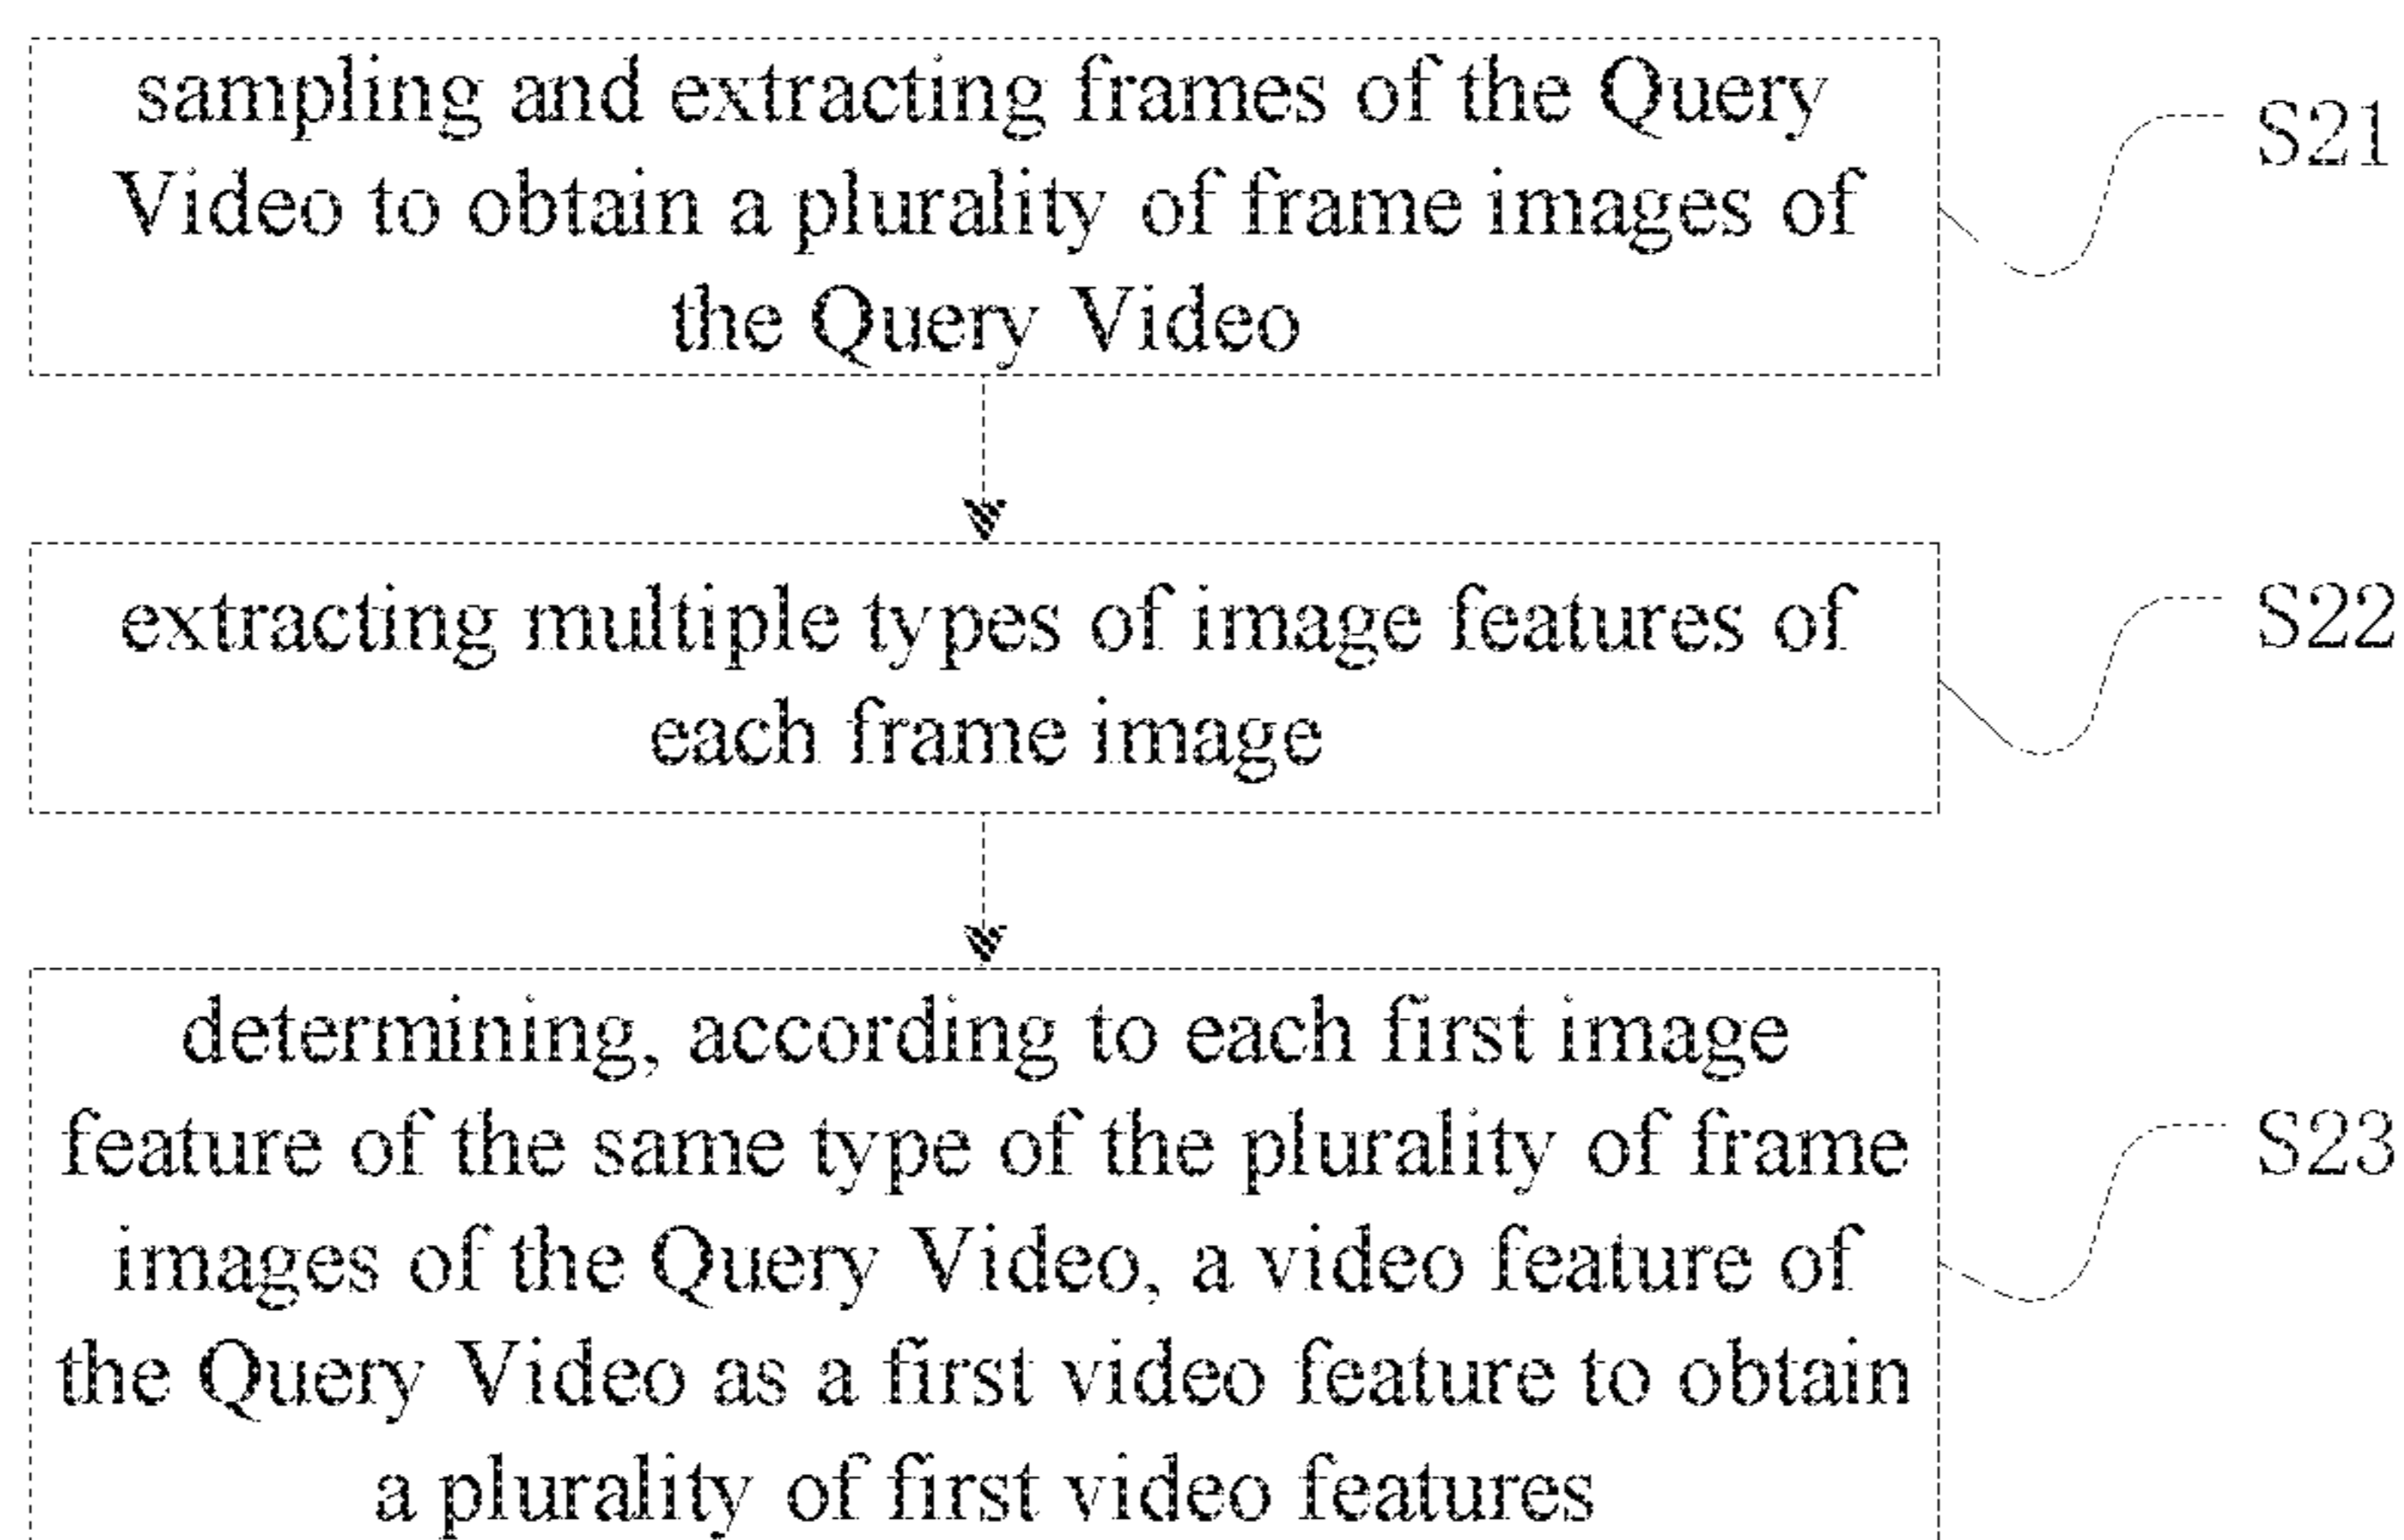 sampling and extracting frames of the Query
Video to obtain a plurality of frame images of
the Query Video
S21
extracting multiple types of image features of
each frame image
S22
determining, according to each first image
feature of the same type of the plurality of frame
images of the Query Video, a video feature of
the Query Video as a first video feature to obtain
a plurality of first video features
S23